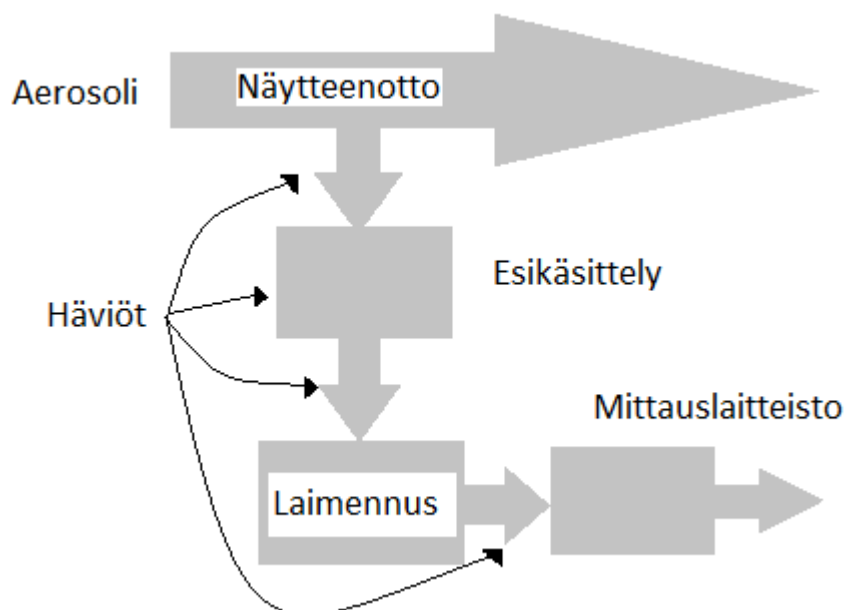 Aerosoli
Näytteenotto
Esikäsittely
Häviöt
Mittauslaitteisto
Laimennus